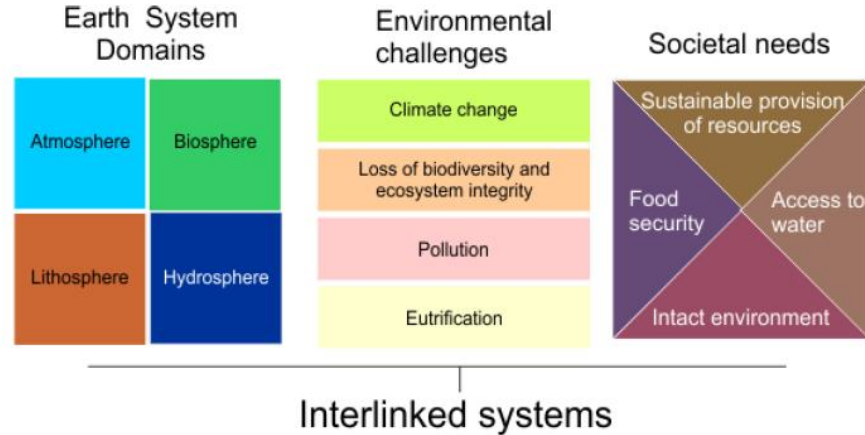 Earth System
Domains
Atmosphere
Biosphere
Lithosphere
Hydrosphere
Environmental
challenges
Climate change
Loss of biodiversity and
ecosystem integrity
Pollution
Eutrification
Societal needs
Sustainable provision
of resources
Food
security
Access to
water
Intact environment
Interlinked systems